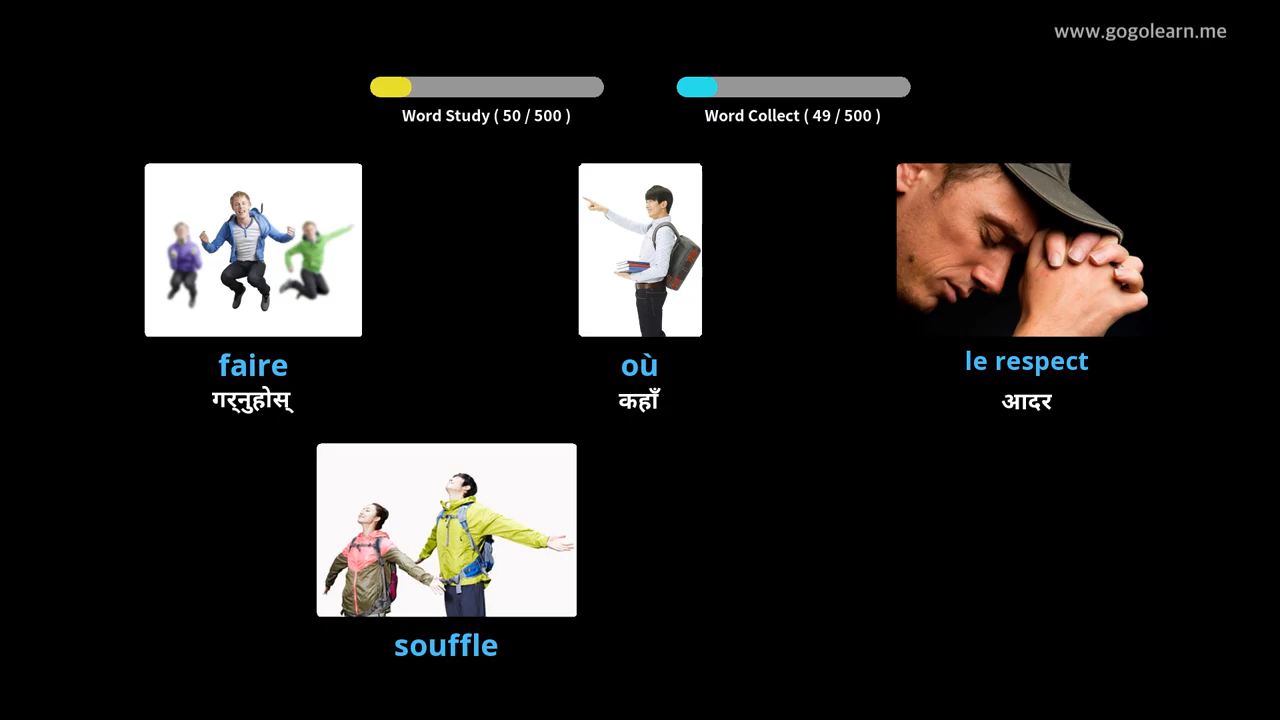 www.gogolearn.me
Word Study ( 50 / 500 )
Word Collect ( 49 / 500 )
faire
गर्नुहोस्
où
कहाँ
le respect
आदर
souffle